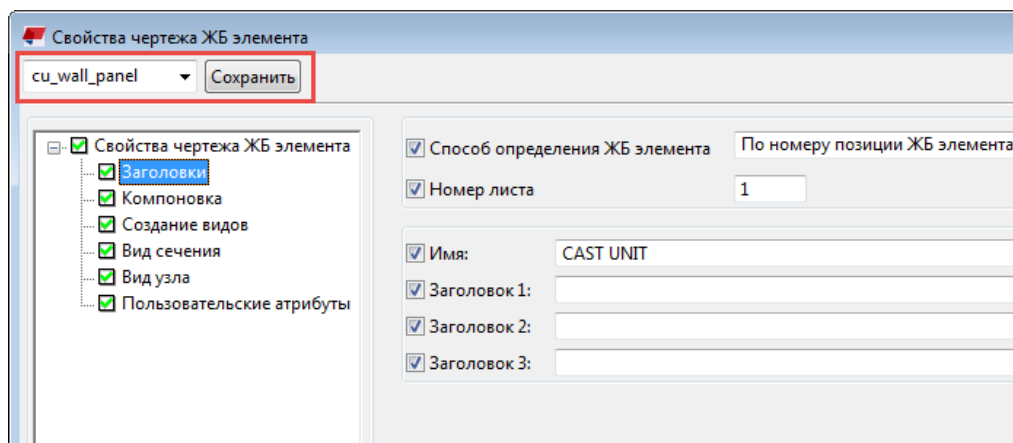 Свойства чертежа ЖБ элемента
cu_wall_panel Сохранить
Свойства чертежа ЖБ элемента
Заголовки
Компоновка
Создание видов
Вид сечения
Вид узла
Пользовательские атрибуты
Способ определения ЖБ элемента По номеру позиции ЖБ элемента
Номер листа 1
Имя: CAST UNIT
Заголовок 1:
Заголовок 2:
Заголовок 3: